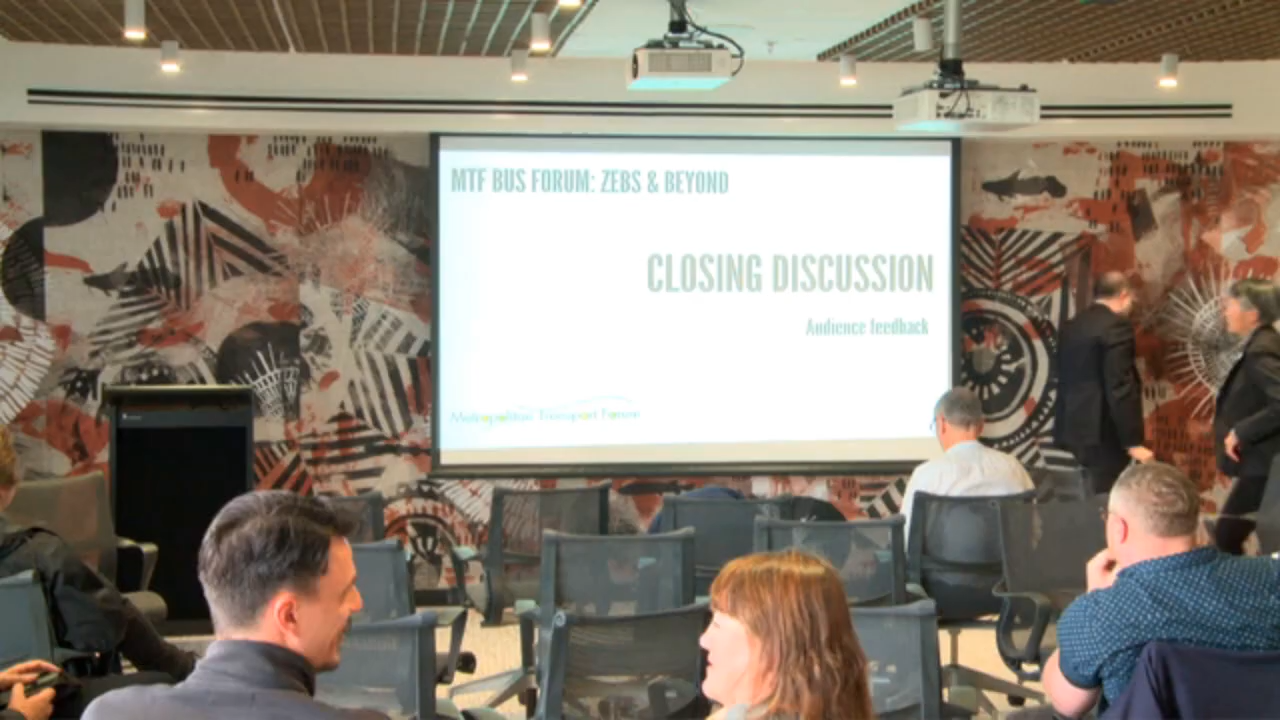 MTF BUS FORUM: ZEBS & BEYOND
CLOSING DISCUSSION
Audience feedback
Metropolitan Transport Forum